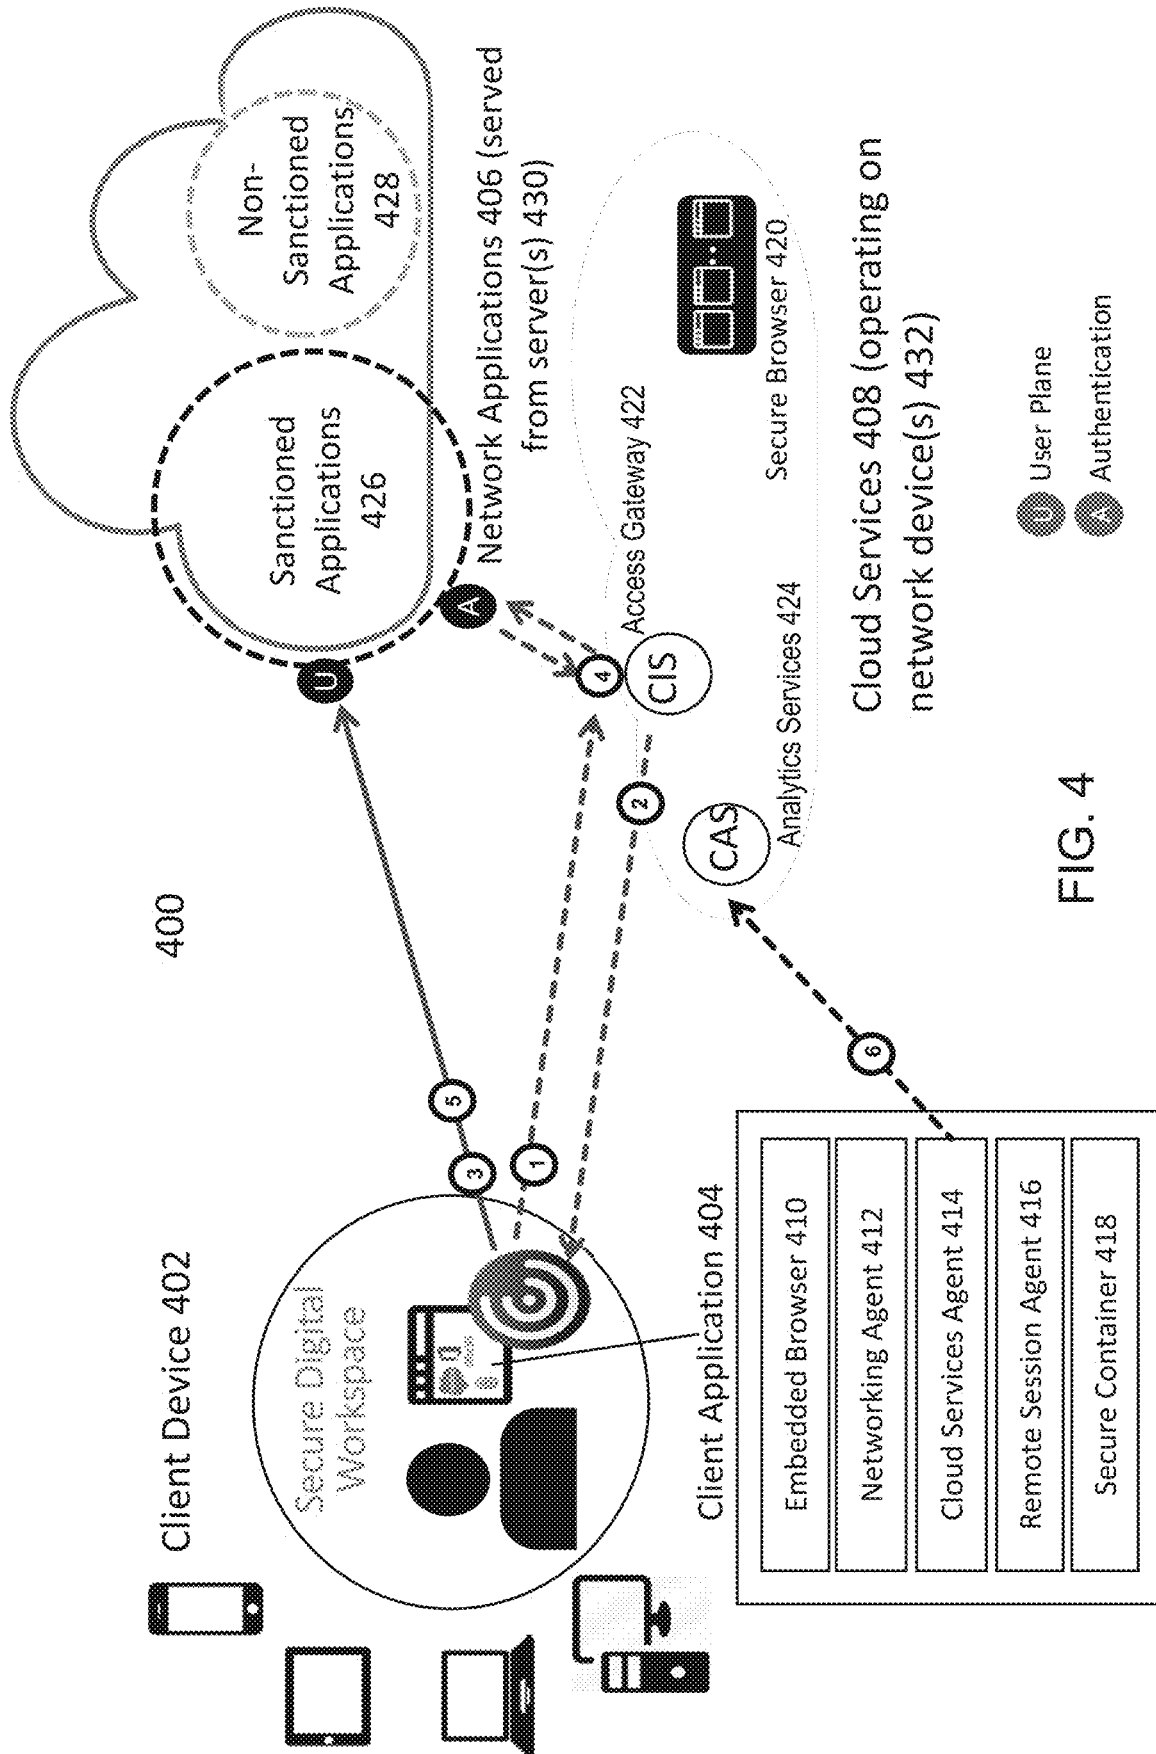 400
Client Device 402
Secure Digital
Workspace
Client Application 404
Embedded Browser 410
Networking Agent 412
Cloud Services Agent 414
Remote Session Agent 416
Secure Container 418
1
2
3
4
5
6
U
A
Sanctioned
Applications
426
Non-
Sanctioned
Applications
428
Network Applications 406 (served
from server(s) 430)
Access Gateway 422
CIS
CAS
Analytics Services 424
Secure Browser 420
Cloud Services 408 (operating on
network device(s) 432)
U User Plane
A Authentication
FIG. 4